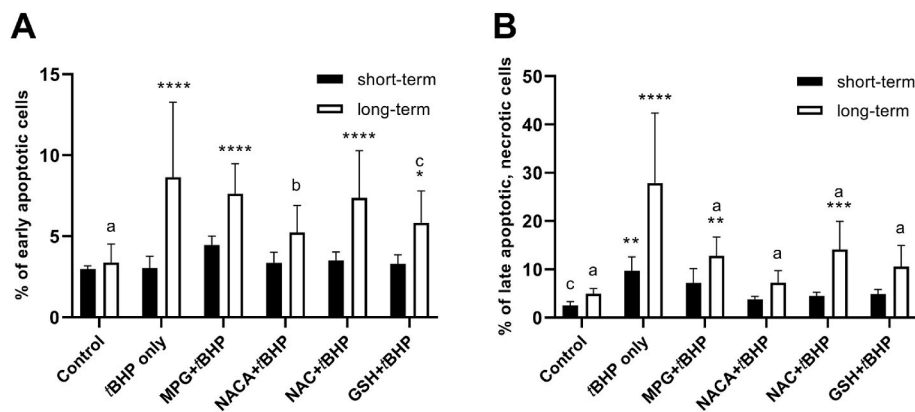 A
% of early apoptotic cells
15
10
5
0
short-term
long-term
a
****
****
b
****
c
*
Control
tBHP only
MPG+tBHP
NACA+tBHP
NAC+tBHP
GSH+tBHP
B
% of late apoptotic, necrotic cells
50
40
30
20
10
0
short-term
long-term
c
a
**
****
a
**
a
a
***
a
Control
tBHP only
MPG+tBHP
NACA+tBHP
NAC+tBHP
GSH+tBHP